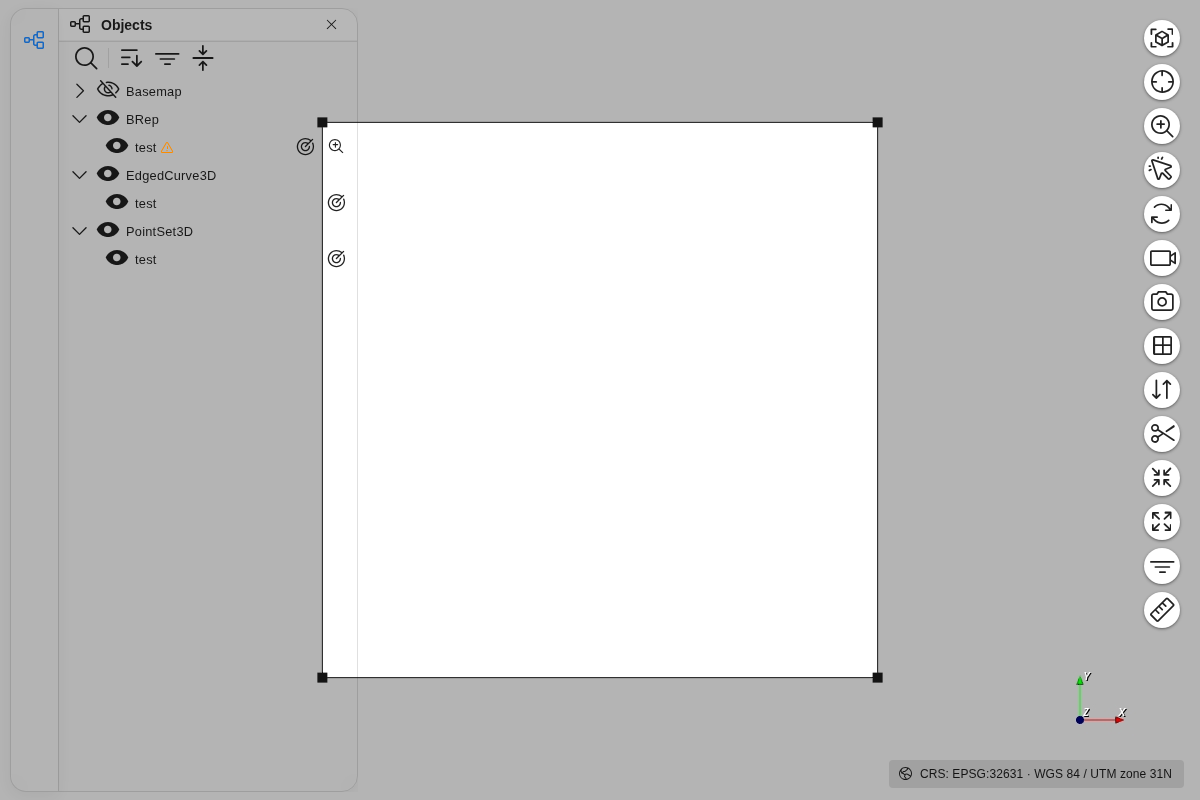 Objects
Basemap
BRep
test
EdgedCurve3D
test
PointSet3D
test
Y
Z X
CRS: EPSG:32631 · WGS 84 / UTM zone 31N